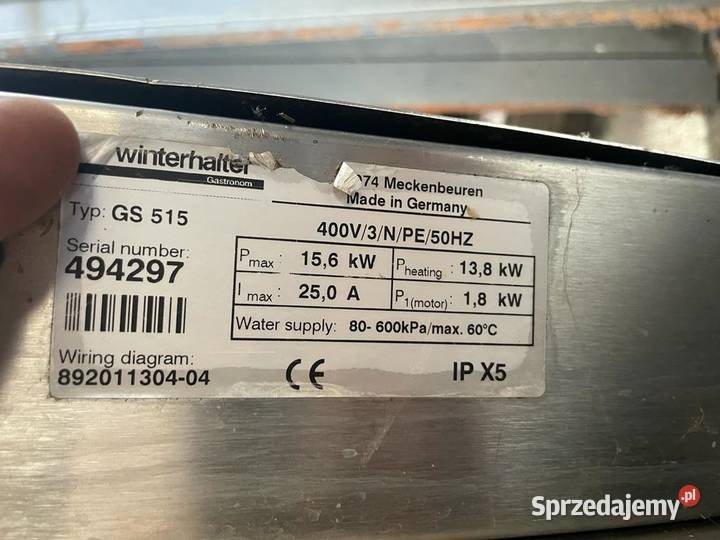 winterhalter
Gastronom
074 Meckenbeuren
Made in Germany
Typ: GS 515
400V/3/N/PE/50HZ
Serial number:
494297
Pmax : 15,6 kW
Pheating : 13,8 kW
I max : 25,0 A
P1(motor) : 1,8 kW
Water supply: 80- 600kPa/max. 60°C
Wiring diagram:
892011304-04
CE
IP X5
Sprzedajemy.pl